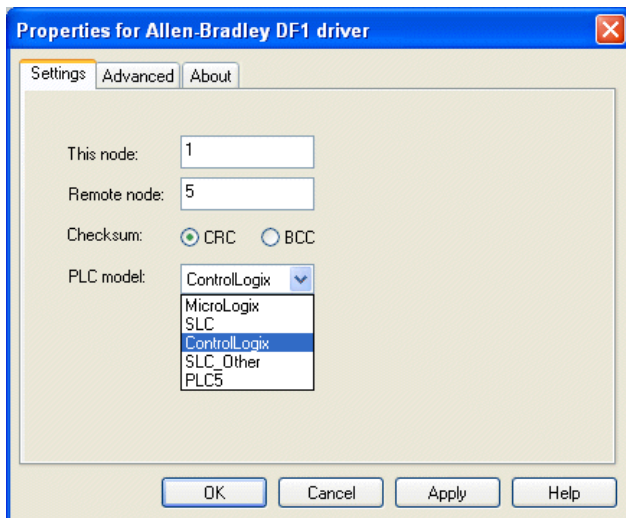 Properties for Allen-Bradley DF1 driver
Settings Advanced About
This node: 1
Remote node: 5
Checksum: CRC BCC
PLC model: ControlLogix
MicroLogix
SLC
ControlLogix
SLC_Other
PLC5
OK Cancel Apply Help